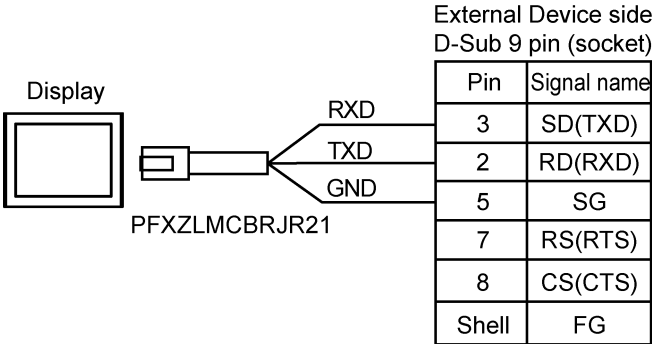 External Device side
D-Sub 9 pin (socket)
Display
Pin Signal name
RXD 3 SD(TXD)
TXD 2 RD(RXD)
GND 5 SG
PFXZLMCBRJR21
7 RS(RTS)
8 CS(CTS)
Shell FG